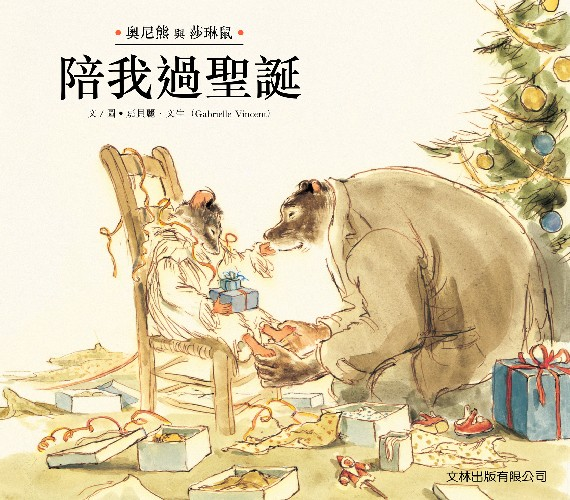 • 奧尼熊 與 莎琳鼠 •
陪我過聖誕
文／圖•嘉貝麗・文生（Gabrielle Vincent）
文林出版有限公司